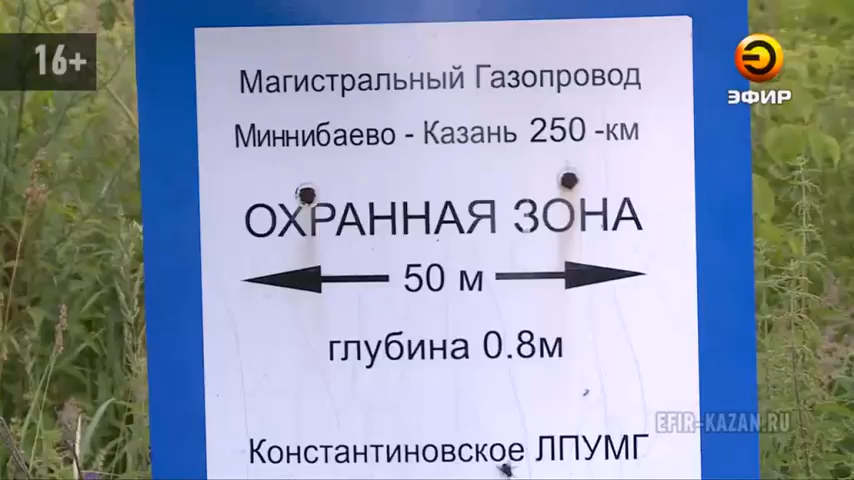 16+
Магистральный Газопровод
ЭФИР
Миннибаево - Казань 250 -км
ОХРАННАЯ ЗОНА
50 м
глубина 0.8м
EFIR-KAZAN.RU
Константиновское ЛПУМГ